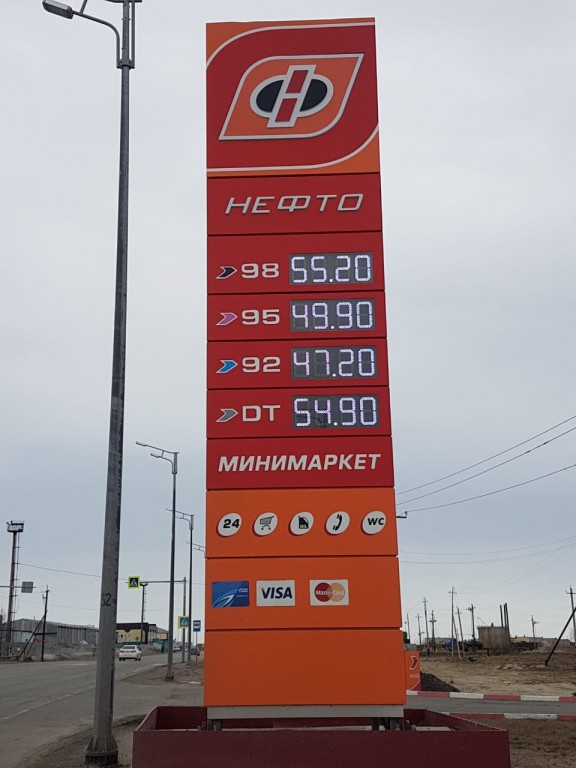 НЕФТО
98 55.20
95 49.90
92 47.20
DT 54.90
МИНИМАРКЕТ
24 WC
VISA MasterCard